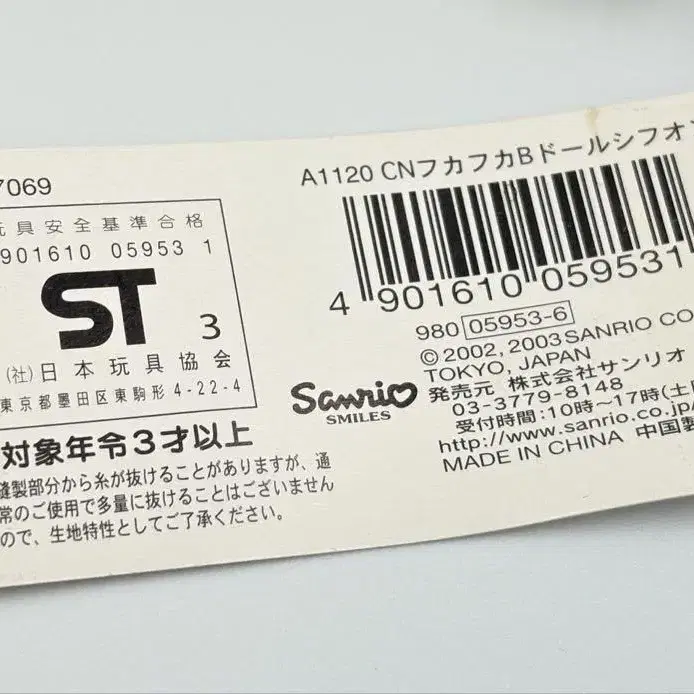 7069
玩具安全基準合格
901610 05953 1
ST 3
(社)日本玩具協会
東京都墨田区東駒形 4-22-4
対象年令3才以上
縫製部分から糸が抜けることがありますが、通
常のご使用で多量に抜けることはございません
ので、生地特性としてご了承ください。
A1120 CNフカフカBドールシフォン
4 901610 059531
980 05953-6
©2002, 2003 SANRIO CO
TOKYO, JAPAN
発売元 株式会社サンリオ
03-3779-8148
受付時間:10時~17時(土
http://www.sanrio.co.jp/
MADE IN CHINA 中国製
Sanrio
SMILES